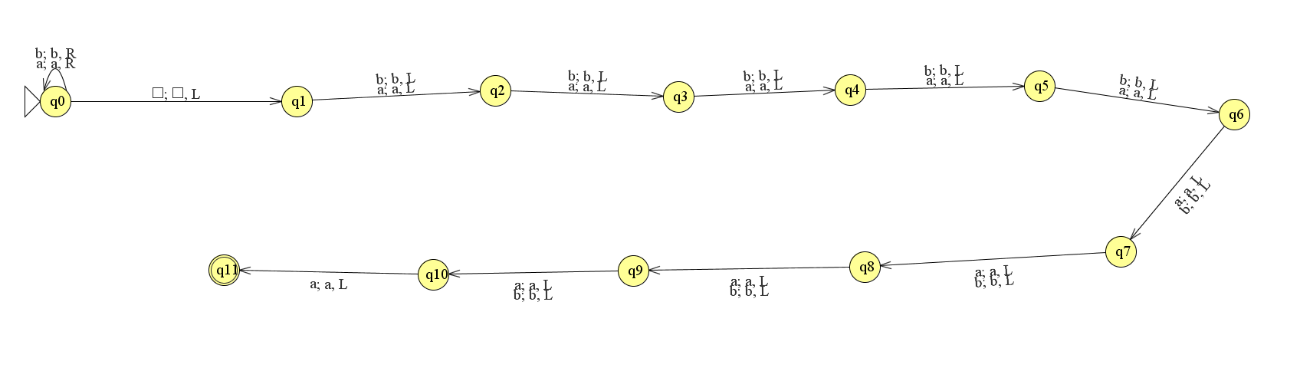 b; b, R
a; a, R
q0
□; □, L
q1
b; b, L
a; a, L
q2
b; b, L
a; a, L
q3
b; b, L
a; a, L
q4
b; b, L
a; a, L
q5
b; b, L
a; a, L
q6
a; a, L
b; b, L
q7
a; a, L
b; b, L
q8
a; a, L
b; b, L
q9
a; a, L
b; b, L
q10
a; a, L
q11